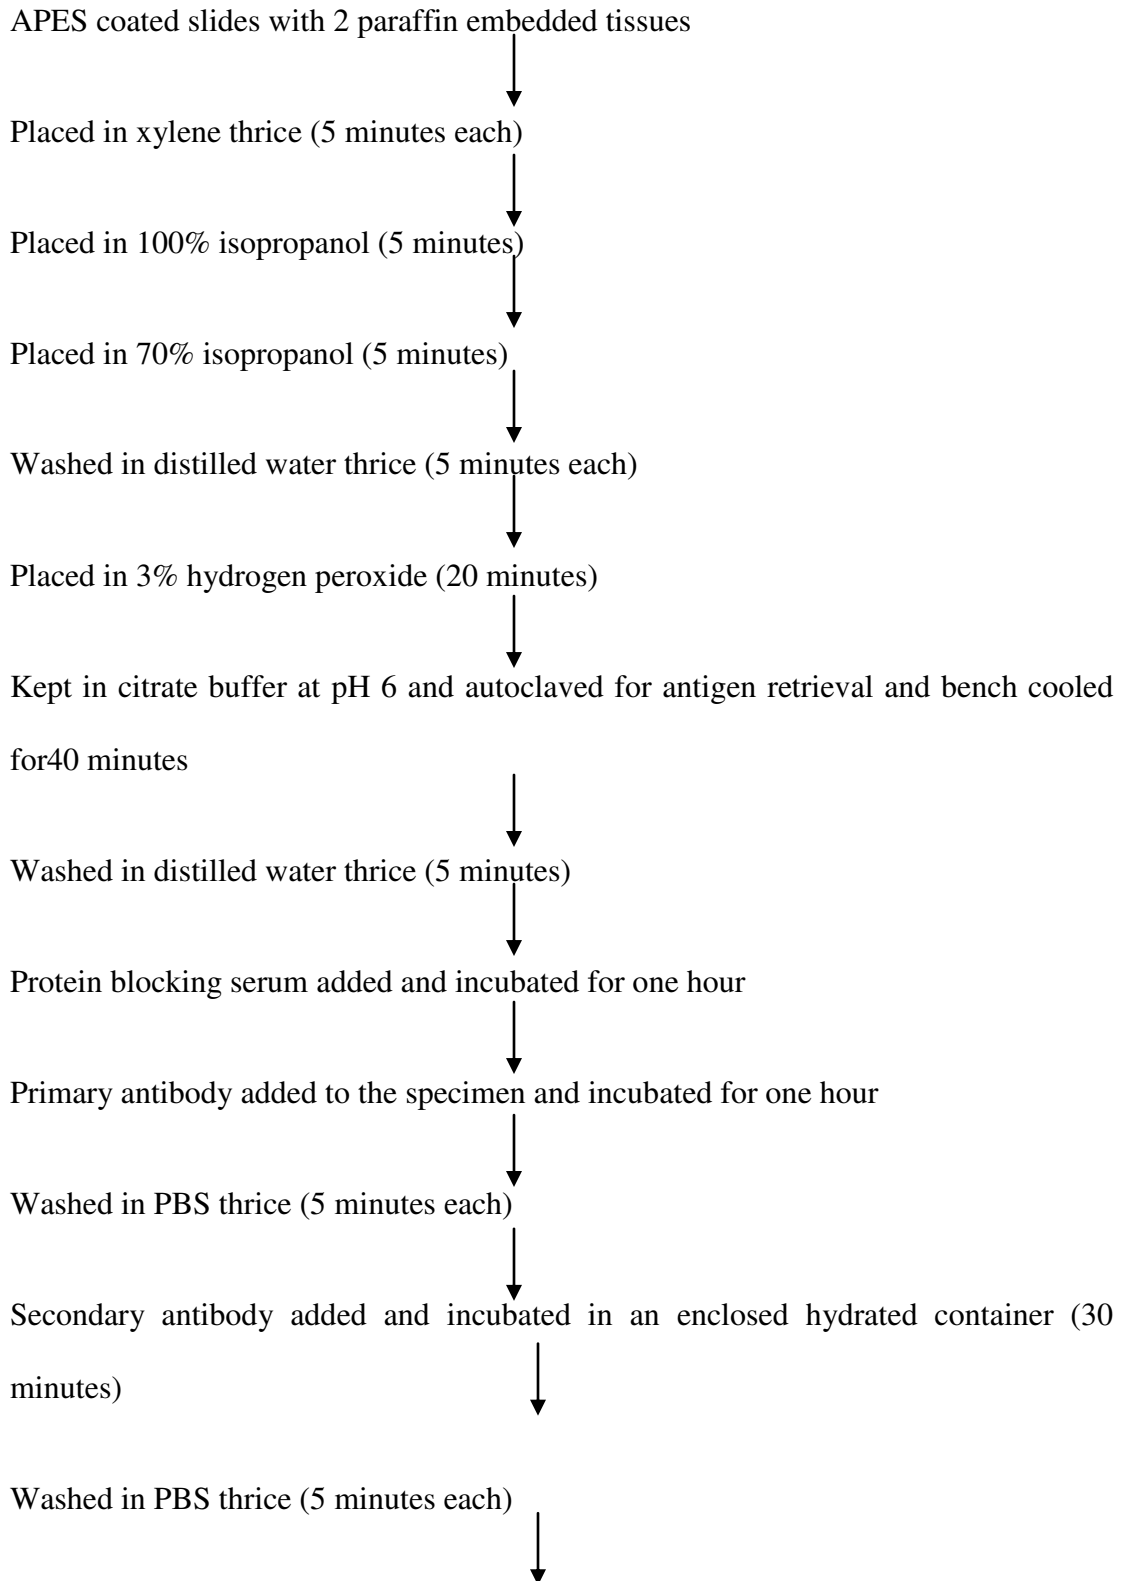 APES coated slides with 2 paraffin embedded tissues
Placed in xylene thrice (5 minutes each)
Placed in 100% isopropanol (5 minutes)
Placed in 70% isopropanol (5 minutes)
Washed in distilled water thrice (5 minutes each)
Placed in 3% hydrogen peroxide (20 minutes)
Kept in citrate buffer at pH 6 and autoclaved for antigen retrieval and bench cooled
for40 minutes
Washed in distilled water thrice (5 minutes)
Protein blocking serum added and incubated for one hour
Primary antibody added to the specimen and incubated for one hour
Washed in PBS thrice (5 minutes each)
Secondary antibody added and incubated in an enclosed hydrated container (30
minutes)
Washed in PBS thrice (5 minutes each)